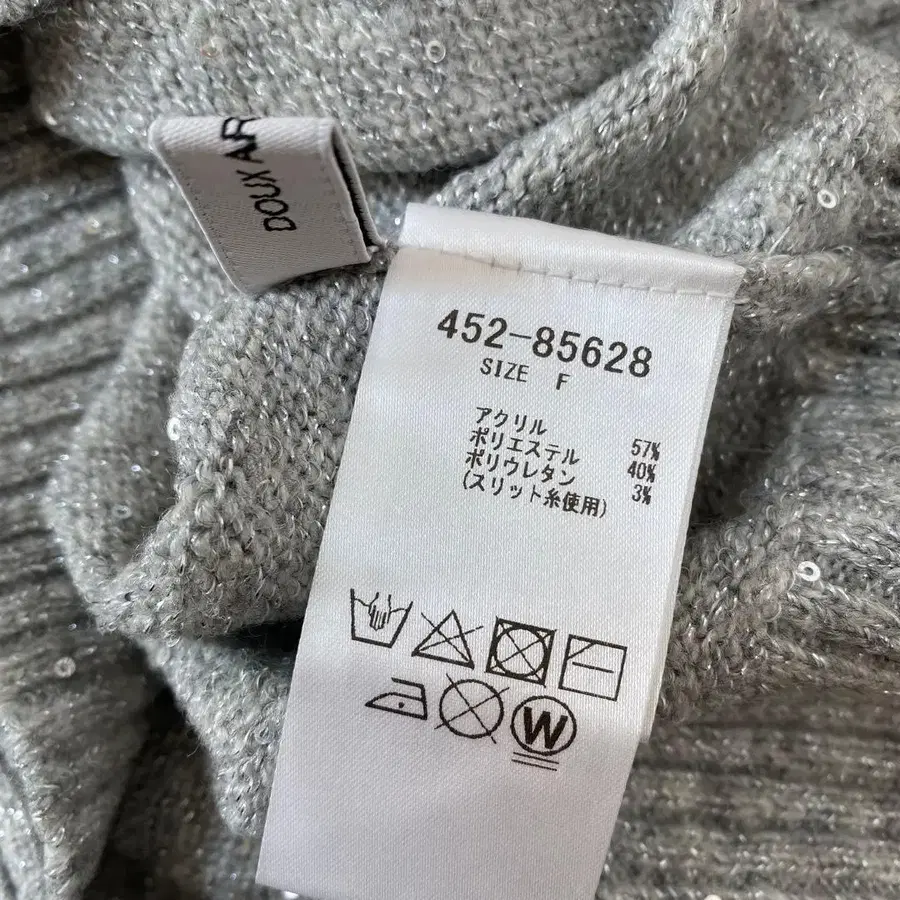 DOUX AR
452-85628
SIZE F
アクリル 57%
ポリエステル 40%
ポリウレタン 3%
(スリット糸使用)
W